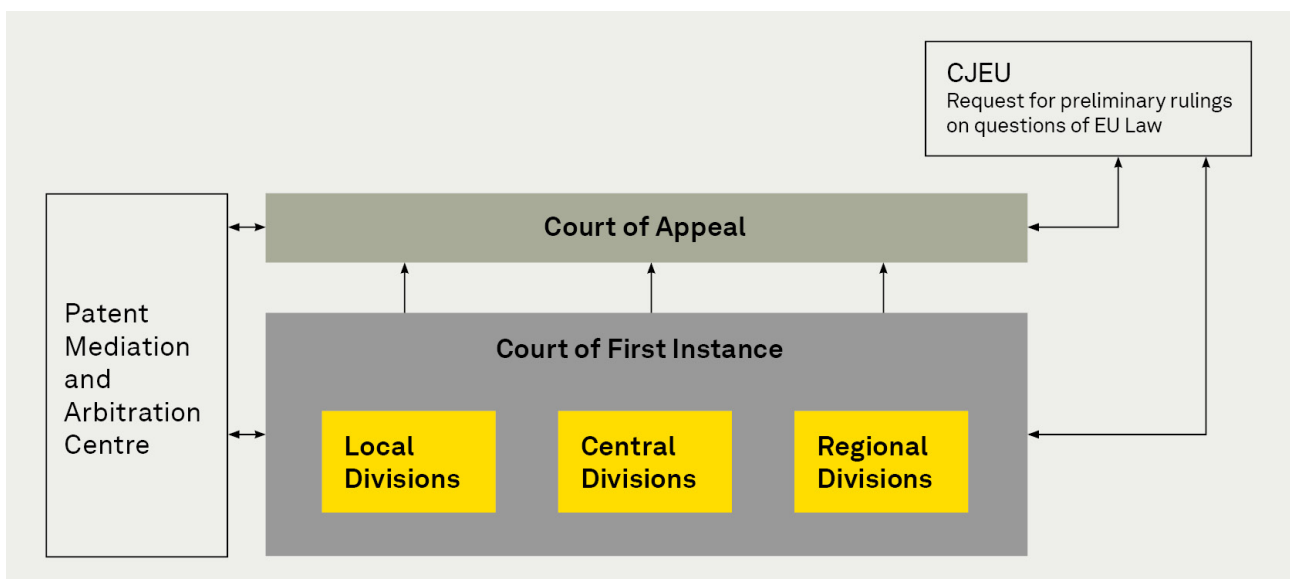 CJEU
Request for preliminary rulings
on questions of EU Law
Court of Appeal
Patent
Mediation
and
Arbitration
Centre
Court of First Instance
Local
Divisions
Central
Divisions
Regional
Divisions